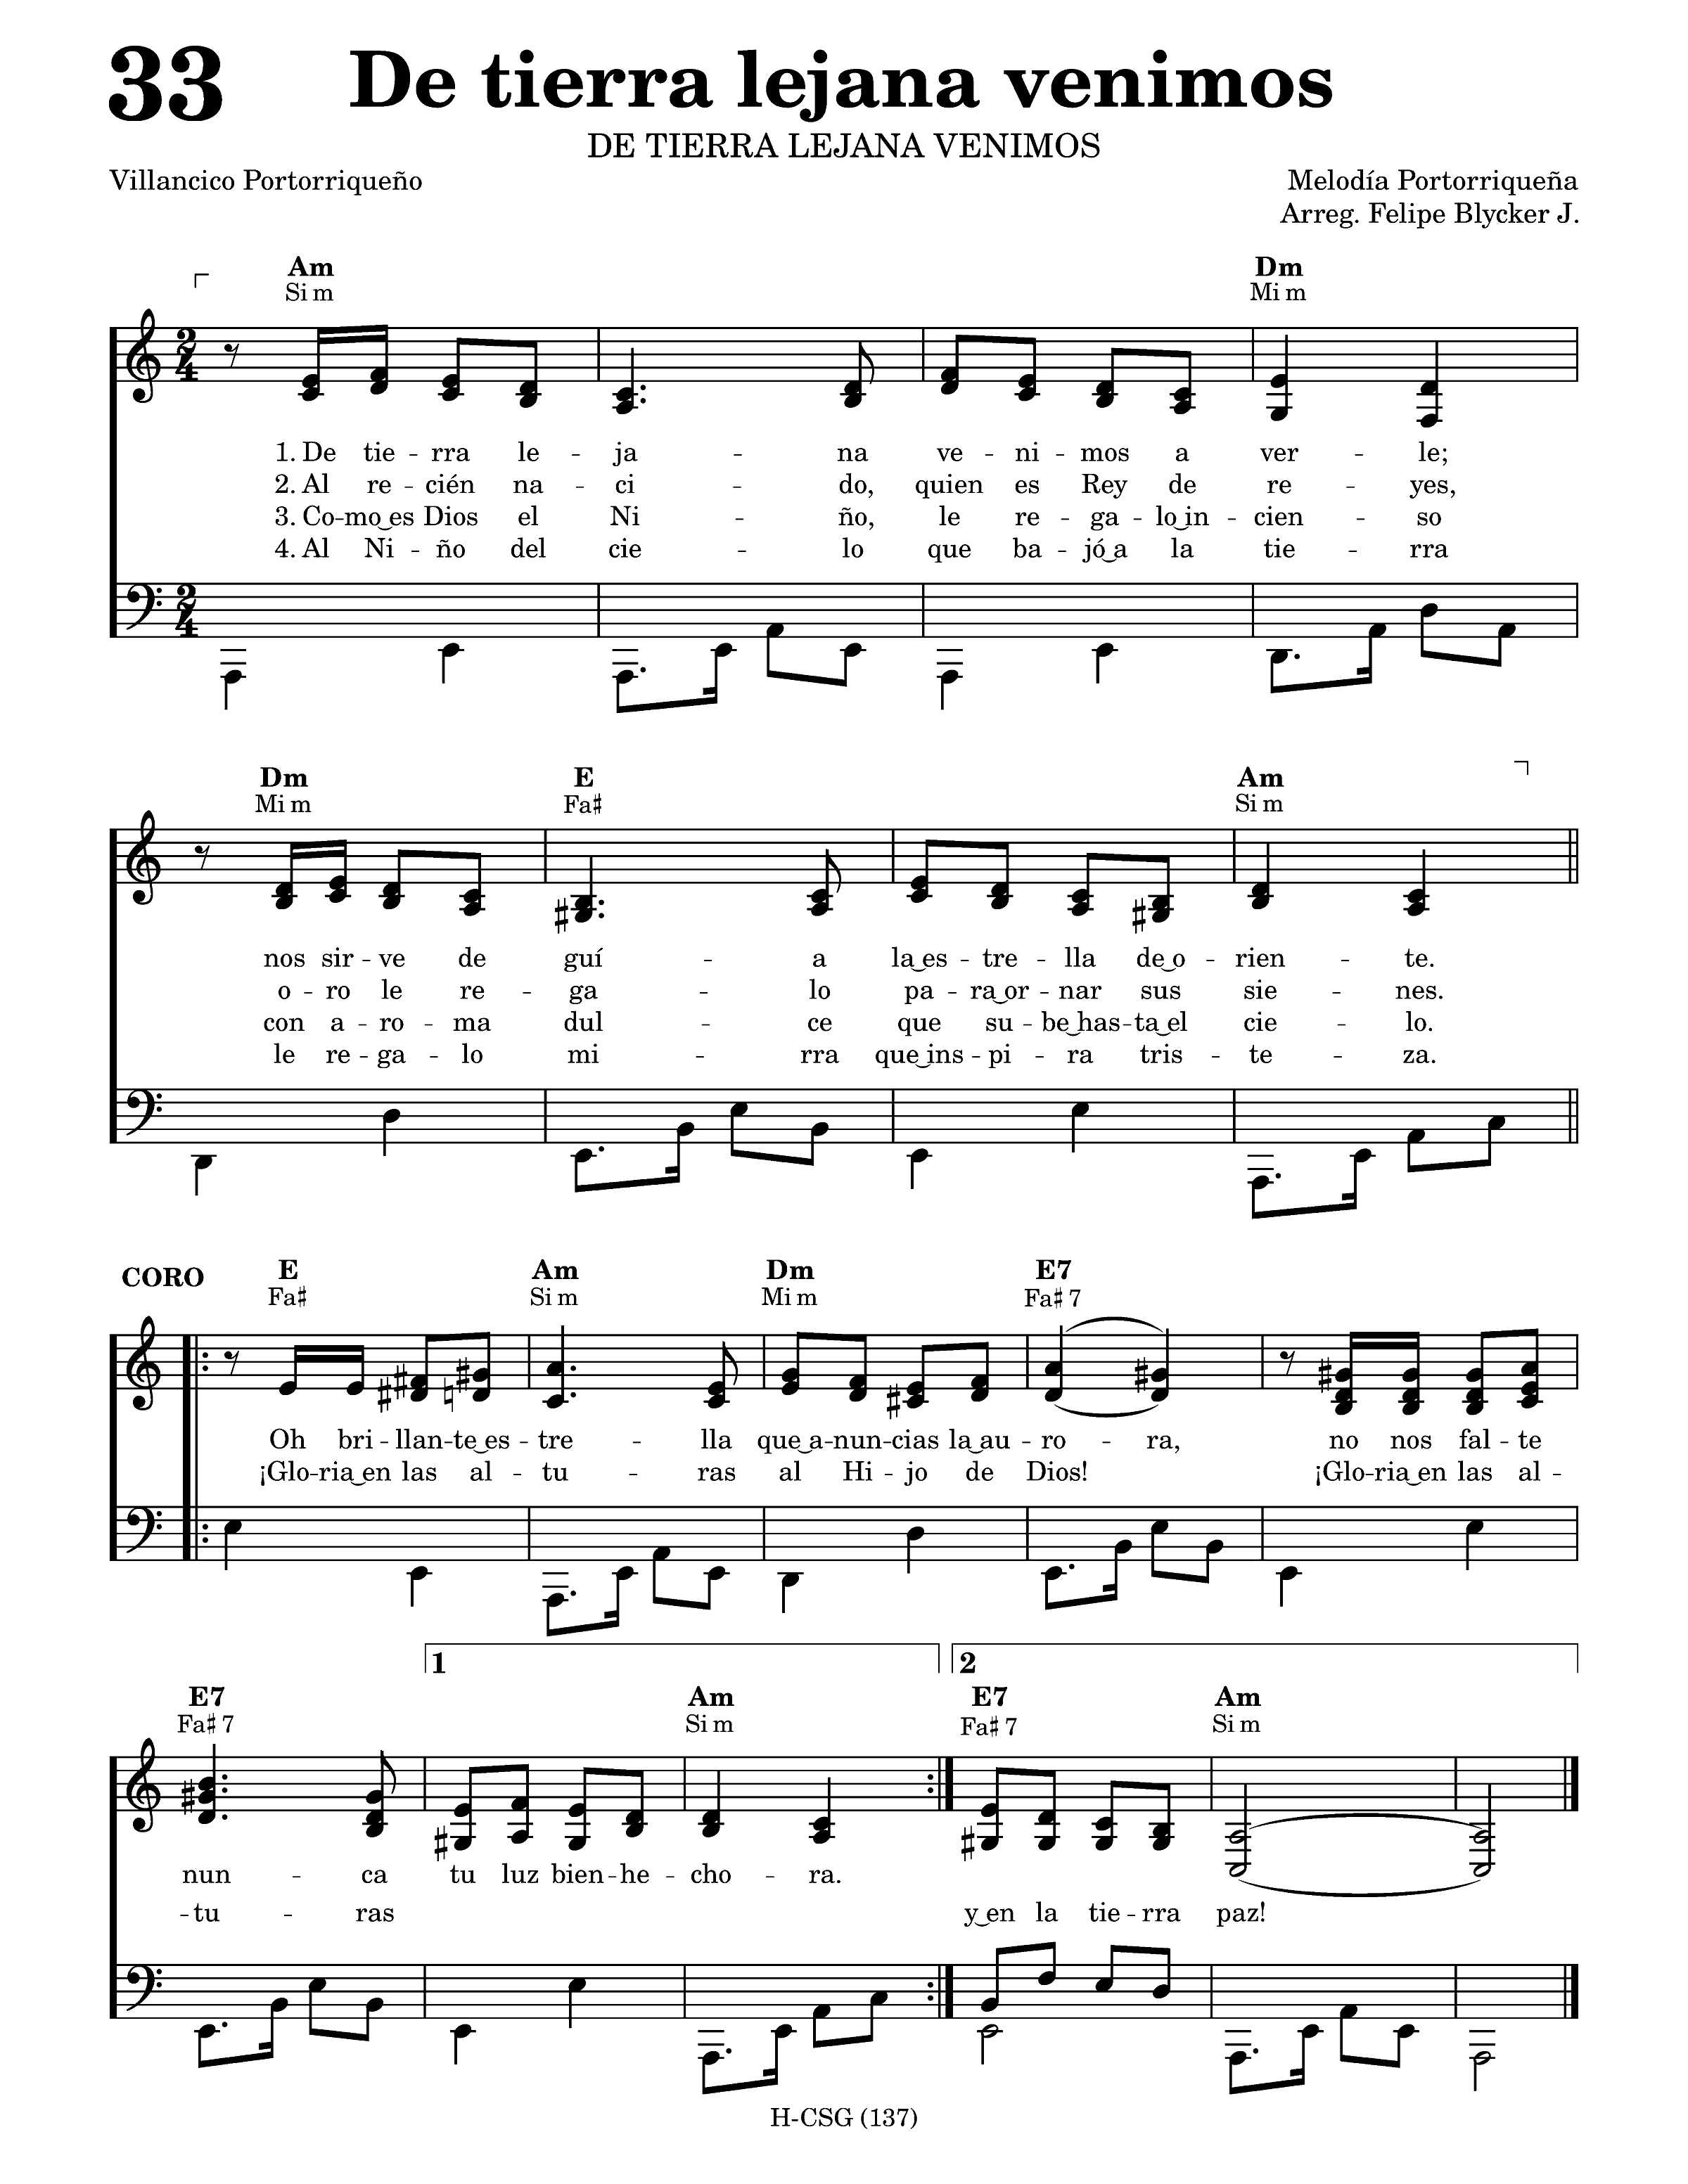 33
De tierra lejana venimos
DE TIERRA LEJANA VENIMOS
Villancico Portorriqueño
Melodía Portorriqueña
Arreg. Felipe Blycker J.
Am Dm
Si m Mi m
2 4
1. De tie -- rra le -- ja -- na ve -- ni -- mos a ver -- le;
2. Al re -- cién na -- ci -- do, quien es Rey de re -- yes,
3. Co -- mo es Dios el Ni -- ño, le re -- ga -- lo in -- cien -- so
4. Al Ni -- ño del cie -- lo que ba -- jó a la tie -- rra
2 4
Dm E Am
Mi m Fa♯ Si m
nos sir -- ve de guí -- a la es -- tre -- lla de o -- rien -- te.
o -- ro le re -- ga -- lo pa -- ra or -- nar sus sie -- nes.
con a -- ro -- ma dul -- ce que su -- be has -- ta el cie -- lo.
le re -- ga -- lo mi -- rra que ins -- pi -- ra tris -- te -- za.
CORO E Am Dm E7
Fa♯ Si m Mi m Fa♯ 7
Oh bri -- llan -- te es -- tre -- lla que a -- nun -- cias la au -- ro -- ra, no nos fal -- te
¡Glo -- ria en las al -- tu -- ras al Hi -- jo de Dios! ¡Glo -- ria en las al --
1 2
E7 Am E7 Am
Fa♯ 7 Si m Fa♯ 7 Si m
nun -- ca tu luz bien -- he -- cho -- ra.
-- tu -- ras y en la tie -- rra paz!
H-CSG (137)